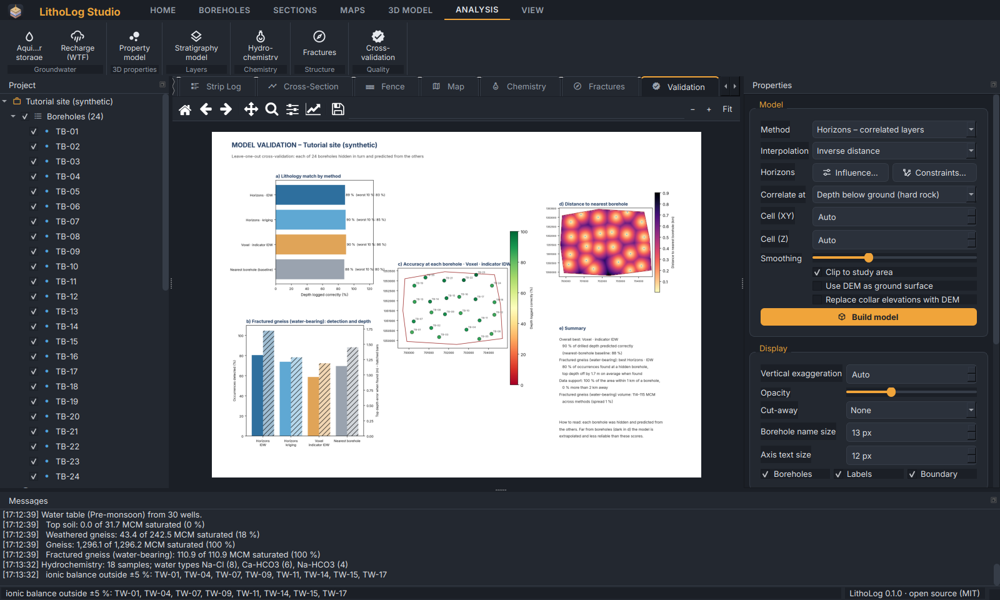 LithoLog Studio
HOME BOREHOLES SECTIONS MAPS 3D MODEL ANALYSIS VIEW
Aqui...r storage
Recharge (WTF)
Property model
Stratigraphy model
Hydro-chemistry
Fractures
Cross-validation
Groundwater 3D properties Layers Chemistry Structure Quality
Project
Tutorial site (synthetic)
Boreholes (24)
TB-01
TB-02
TB-03
TB-04
TB-05
TB-06
TB-07
TB-08
TB-09
TB-10
TB-11
TB-12
TB-13
TB-14
TB-15
TB-16
TB-17
TB-18
TB-19
TB-20
TB-21
TB-22
TB-23
TB-24
Strip Log Cross-Section Fence Map Chemistry Fractures Validation
− + Fit
MODEL VALIDATION – Tutorial site (synthetic)
Leave-one-out cross-validation: each of 24 boreholes hidden in turn and predicted from the others
a) Lithology match by method
Horizons · IDW 89 % (worst 10 %: 83 %)
Horizons · kriging 90 % (worst 10 %: 85 %)
Voxel · indicator IDW 90 % (worst 10 %: 86 %)
Nearest borehole (baseline) 88 % (worst 10 %: 80 %)
0 20 40 60 80 100 120
Depth logged correctly (%)
b) Fractured gneiss (water-bearing): detection and depth
Occurrences detected (%)
100
80
60
40
20
0
1.75
1.50
1.25
1.00
0.75
0.50
0.25
0.00
Top depth error when found (m) – hatched bars
Horizons IDW
Horizons kriging
Voxel indicator IDW
Nearest borehole
c) Accuracy at each borehole · Voxel · indicator IDW
1353500
1353000
1352500
1352000
1351500
1351000
1350500
1350000
700000 701000 702000 703000 704000
100
80
60
40
20
0
Depth logged correctly (%)
d) Distance to nearest borehole
1353500
1353000
1352500
1352000
1351500
1351000
1350500
1350000
700000 701000 702000 703000 704000
0.9
0.8
0.7
0.6
0.5
0.4
0.3
0.2
0.1
Distance to nearest borehole (km)
e) Summary
Overall best: Voxel · indicator IDW
90 % of drilled depth predicted correctly
(nearest-borehole baseline: 88 %)
Fractured gneiss (water-bearing): best Horizons · IDW
80 % of occurrences found at a hidden borehole,
top depth off by 1.7 m on average when found
Data support: 100 % of the area within 1 km of a borehole,
0 % more than 2 km away
Fractured gneiss (water-bearing) volume: 114–115 MCM
across methods (spread 1 %)
How to read: each borehole was hidden and predicted from
the others. Far from boreholes (dark in d) the model is
extrapolated and less reliable than these scores.
Properties
Model
Method Horizons – correlated layers
Interpolation Inverse distance
Horizons Influence... Constraints...
Correlate at Depth below ground (hard rock)
Cell (XY) Auto
Cell (Z) Auto
Smoothing
Clip to study area
Use DEM as ground surface
Replace collar elevations with DEM
Build model
Display
Vertical exaggeration Auto
Opacity
Cut-away None
Borehole name size 13 px
Axis text size 12 px
Boreholes Labels Boundary
Messages
[17:12:39] Water table (Pre-monsoon) from 30 wells.
[17:12:39] Top soil: 0.0 of 31.7 MCM saturated (0 %)
[17:12:39] Weathered gneiss: 43.4 of 242.5 MCM saturated (18 %)
[17:12:39] Gneiss: 1,296.1 of 1,296.2 MCM saturated (100 %)
[17:12:39] Fractured gneiss (water-bearing): 110.9 of 110.9 MCM saturated (100 %)
[17:13:32] Hydrochemistry: 18 samples; water types Na-Cl (8), Ca-HCO3 (6), Na-HCO3 (4)
[17:13:32] ionic balance outside ±5 %: TW-01, TW-04, TW-07, TW-09, TW-11, TW-14, TW-15, TW-17
ionic balance outside ±5 %: TW-01, TW-04, TW-07, TW-09, TW-11, TW-14, TW-15, TW-17
LithoLog 0.1.0 · open source (MIT)